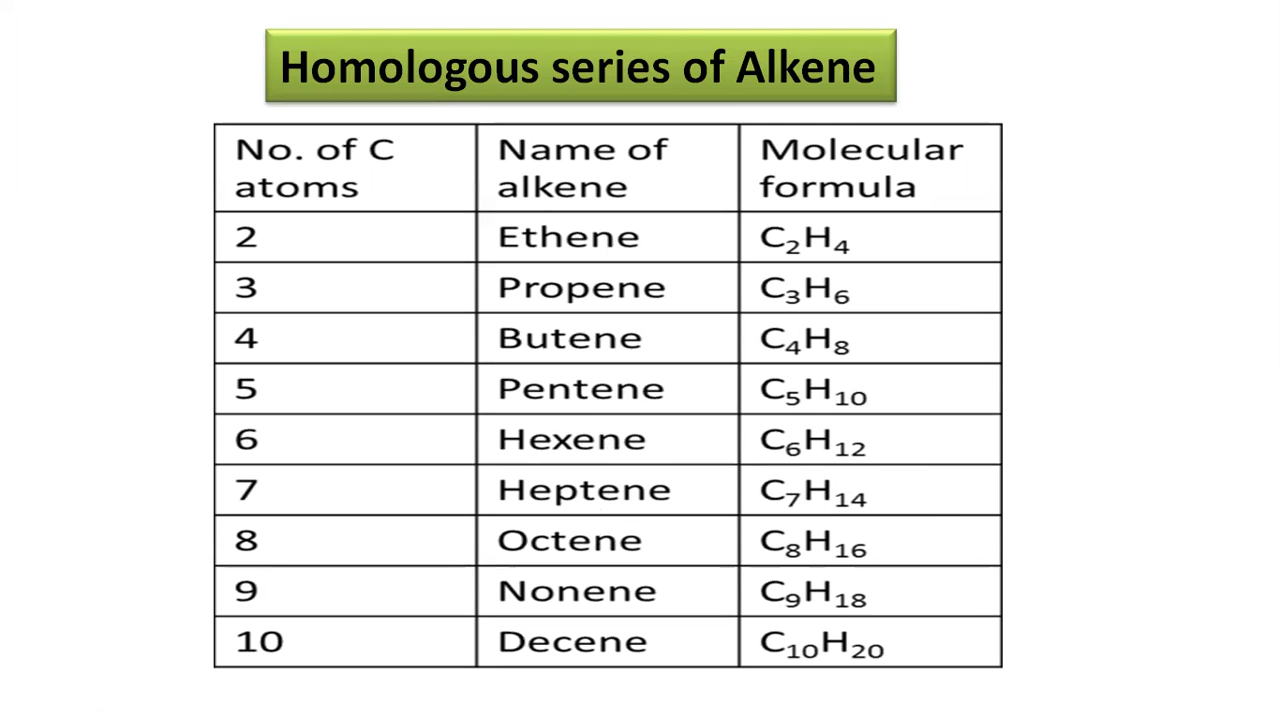 Homologous series of Alkene
No. of C atoms Name of alkene Molecular formula
2 Ethene C₂H₄
3 Propene C₃H₆
4 Butene C₄H₈
5 Pentene C₅H₁₀
6 Hexene C₆H₁₂
7 Heptene C₇H₁₄
8 Octene C₈H₁₆
9 Nonene C₉H₁₈
10 Decene C₁₀H₂₀